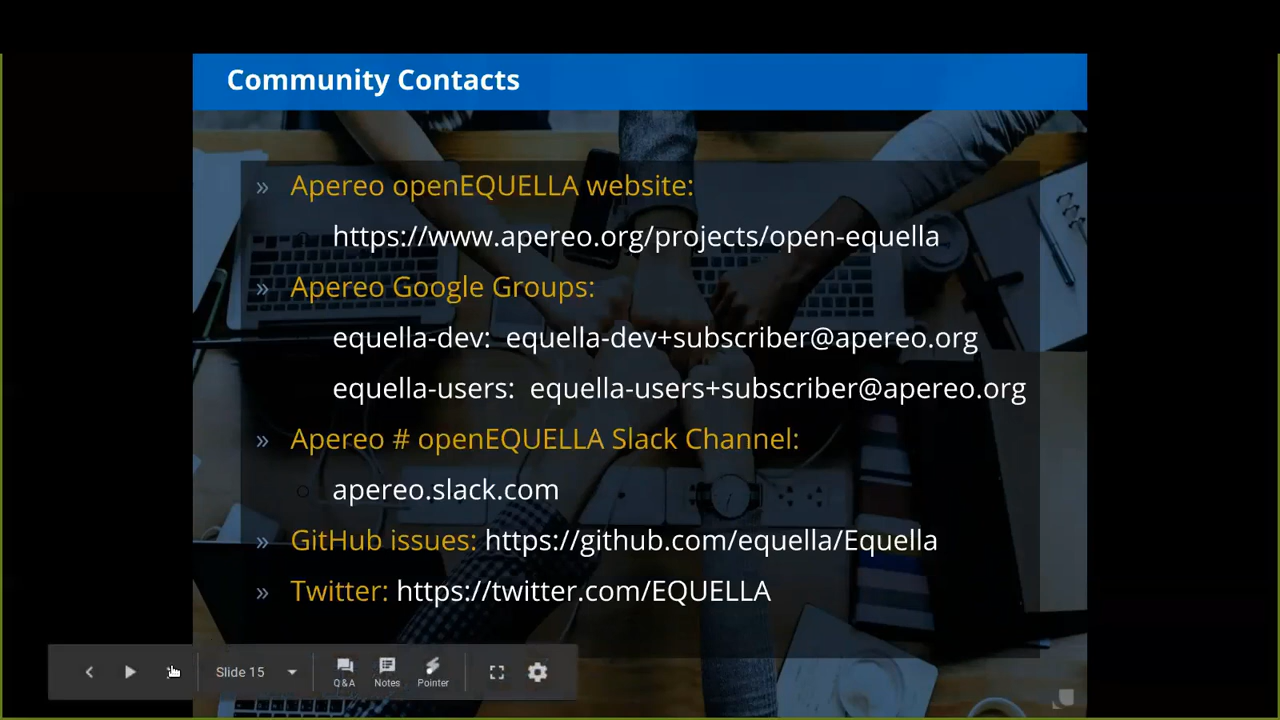 Community Contacts
» Apereo openEQUELLA website:
https://www.apereo.org/projects/open-equella
» Apereo Google Groups:
equella-dev: equella-dev+subscriber@apereo.org
equella-users: equella-users+subscriber@apereo.org
» Apereo # openEQUELLA Slack Channel:
apereo.slack.com
» GitHub issues: https://github.com/equella/Equella
» Twitter: https://twitter.com/EQUELLA
Slide 15
Q&A Notes Pointer